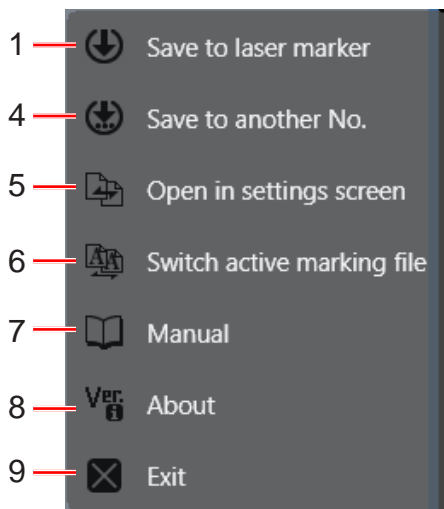 1 Save to laser marker
4 Save to another No.
5 Open in settings screen
6 Switch active marking file
7 Manual
8 Ver. About
9 Exit